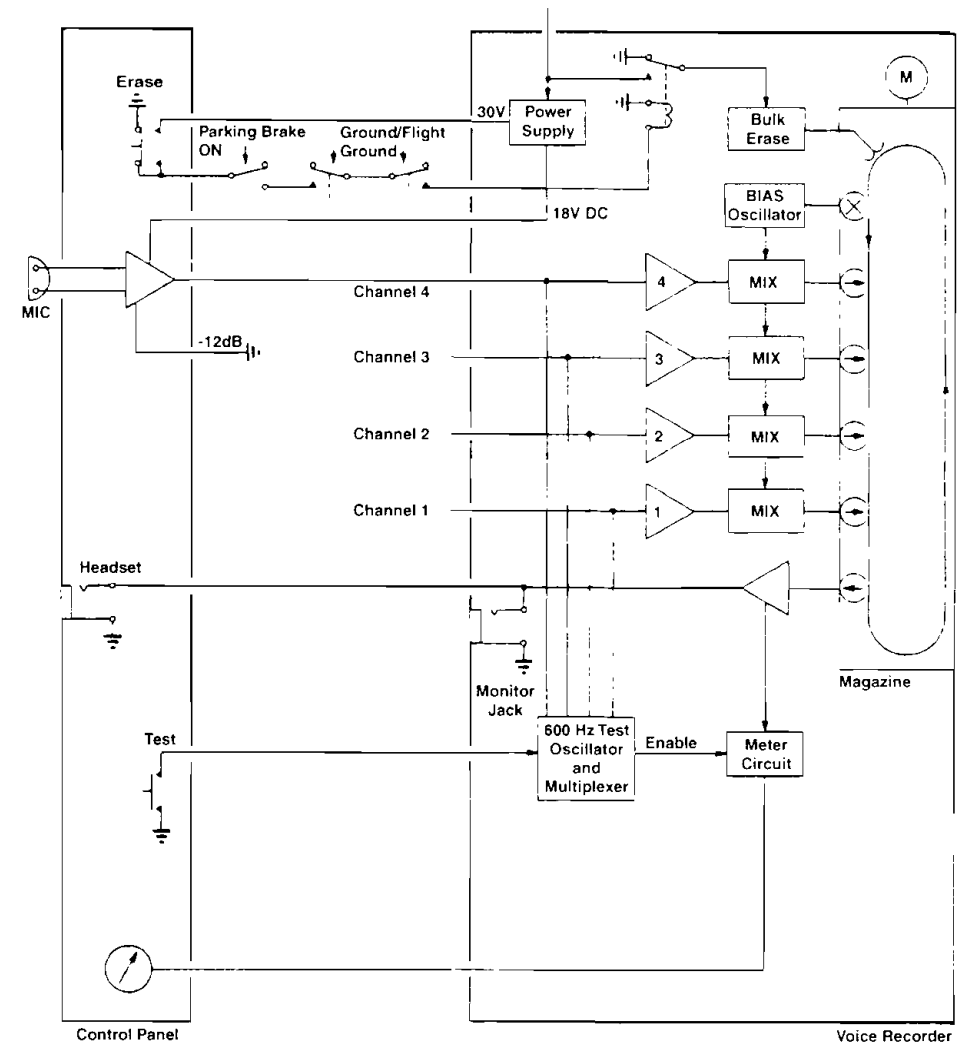 M
Erase
30V
Power
Supply
Bulk
Erase
Parking Brake
ON
Ground/Flight
Ground
BIAS
Oscillator
18V DC
MIC
Channel 4
4
MIX
-12dB
Channel 3
3
MIX
Channel 2
2
MIX
Channel 1
1
MIX
Headset
Monitor
Jack
Magazine
Test
600 Hz Test
Oscillator
and
Multiplexer
Enable
Meter
Circuit
Control Panel
Voice Recorder